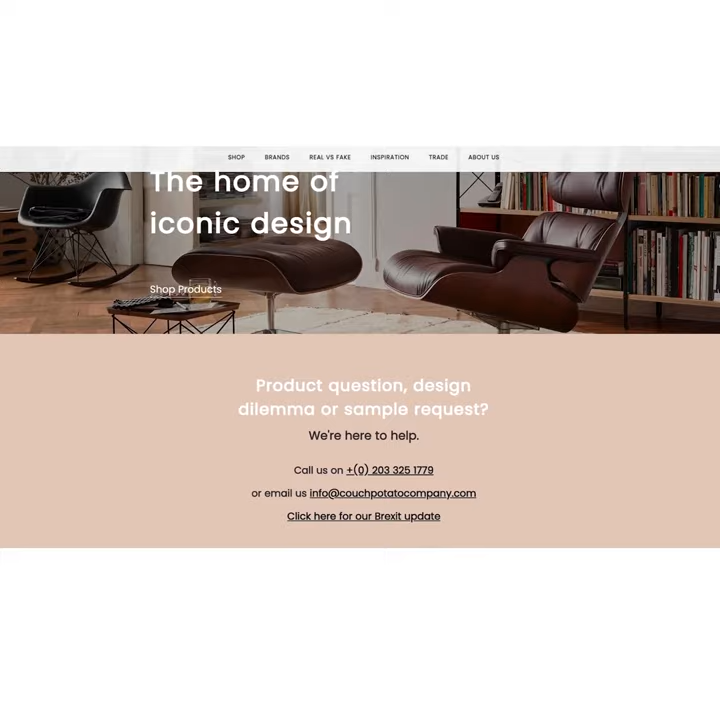 SHOP BRANDS REAL VS FAKE INSPIRATION TRADE ABOUT US
The home of
iconic design
Shop Products
Product question, design
dilemma or sample request?
We're here to help.
Call us on +(0) 203 325 1779
or email us info@couchpotatocompany.com
Click here for our Brexit update